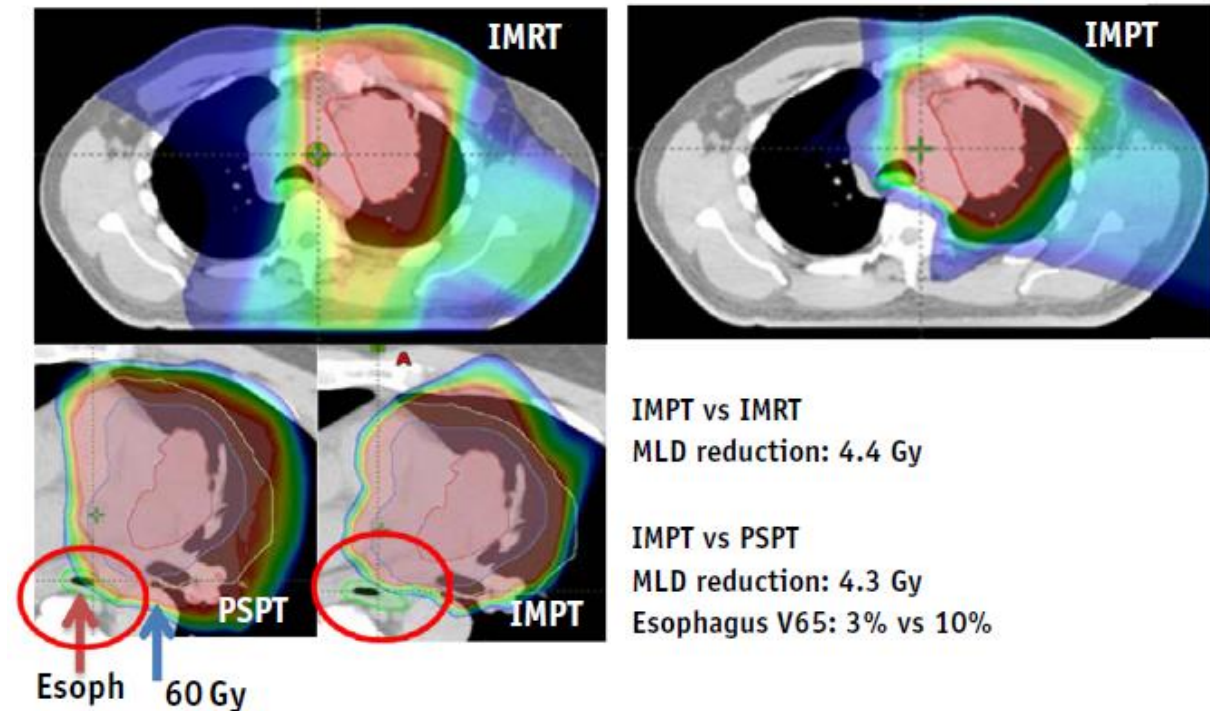 IMRT
IMPT
A
PSPT
IMPT
Esoph
60 Gy
IMPT vs IMRT
MLD reduction: 4.4 Gy
IMPT vs PSPT
MLD reduction: 4.3 Gy
Esophagus V65: 3% vs 10%